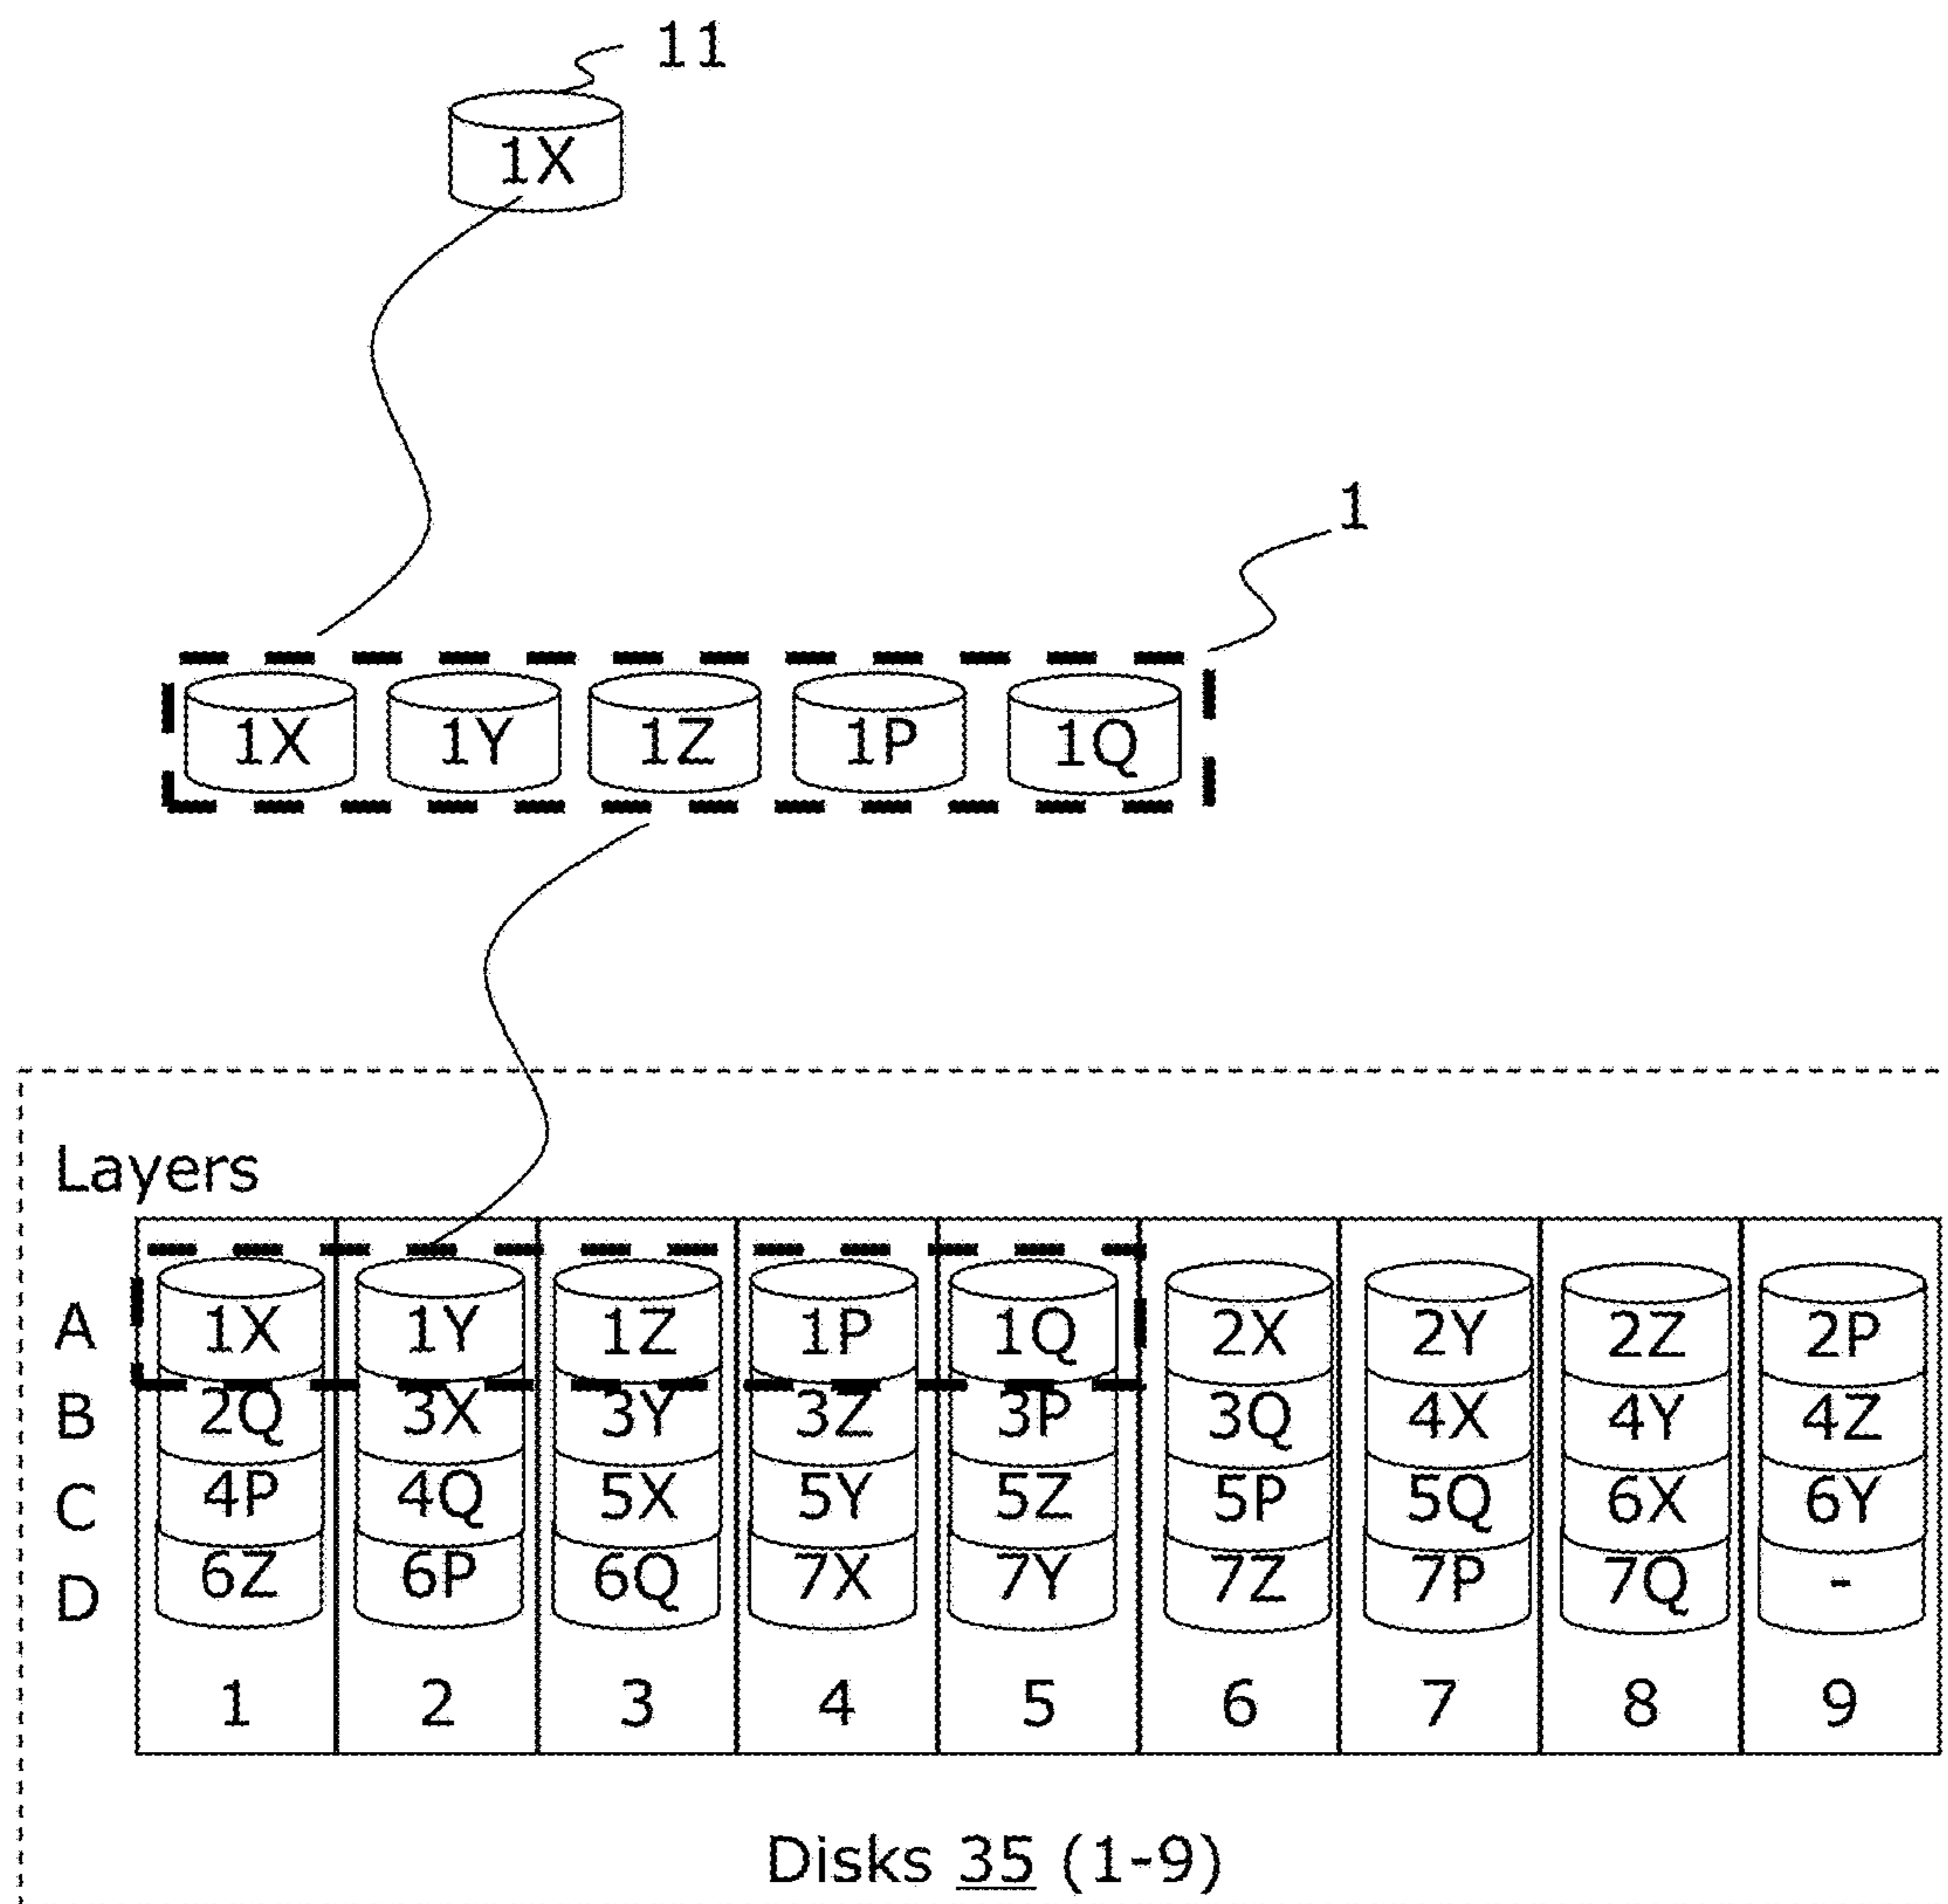 11
1X
1
1X 1Y 1Z 1P 1Q
Layers
A 1X 1Y 1Z 1P 1Q 2X 2Y 2Z 2P
B 2Q 3X 3Y 3Z 3P 3Q 4X 4Y 4Z
C 4P 4Q 5X 5Y 5Z 5P 5Q 6X 6Y
D 6Z 6P 6Q 7X 7Y 7Z 7P 7Q -
1 2 3 4 5 6 7 8 9
Disks 35 (1-9)